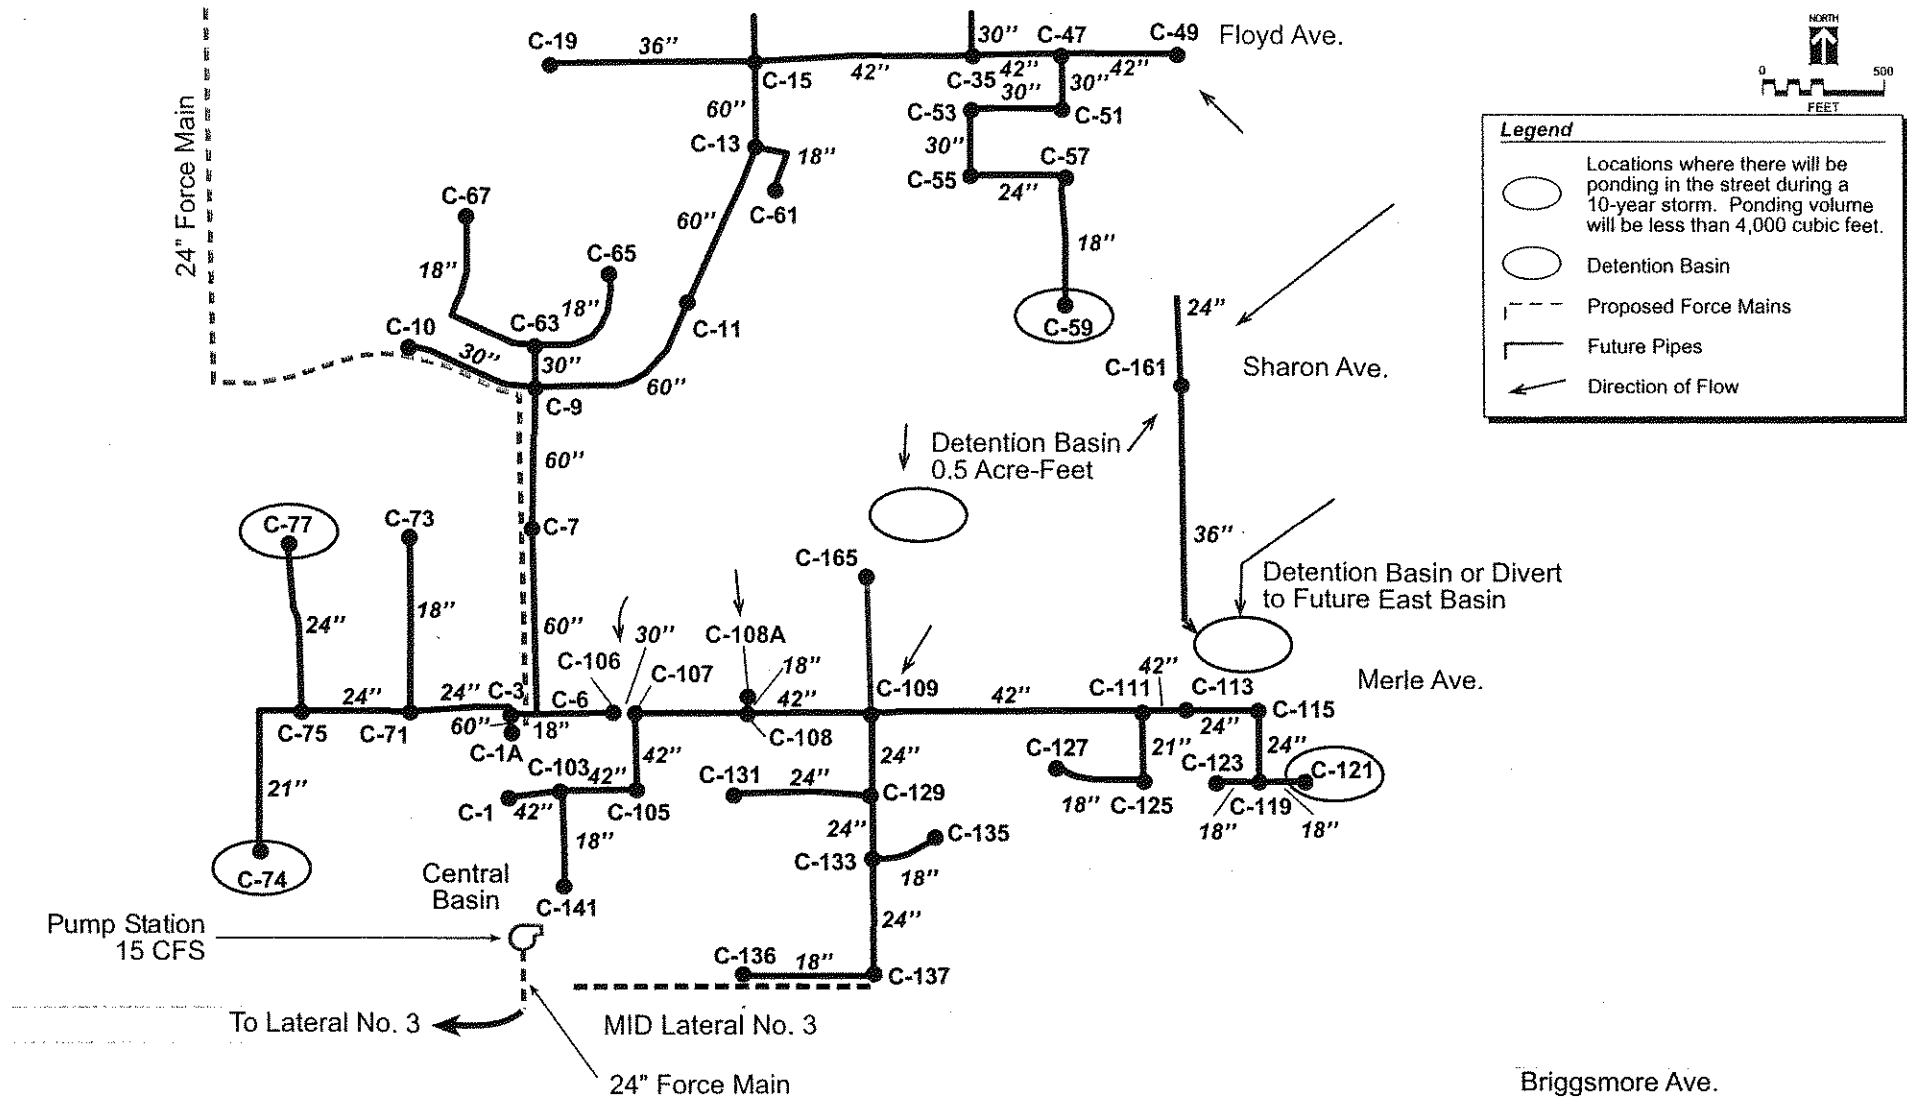 NORTH
0 500
FEET
Legend
Locations where there will be
ponding in the street during a
10-year storm. Ponding volume
will be less than 4,000 cubic feet.
Detention Basin
Proposed Force Mains
Future Pipes
Direction of Flow
24" Force Main
C-19
36"
C-15
42"
30"
C-35
42"
C-47
42"
C-49
Floyd Ave.
30"
C-51
30"
C-53
30"
C-55
24"
C-57
18"
C-59
60"
C-13
18"
C-61
60"
C-11
60"
C-67
18"
C-65
18"
C-63
30"
C-10
30"
C-9
60"
C-7
60"
24"
C-161
Sharon Ave.
36"
Detention Basin
0.5 Acre-Feet
Detention Basin or Divert
to Future East Basin
Merle Ave.
C-77
24"
C-73
18"
C-75
24"
C-71
24"
C-3
60"
C-1A
18"
C-6
C-106
30"
C-107
C-108A
18"
C-108
42"
C-165
C-109
42"
C-111
42"
C-113
24"
C-115
24"
21"
C-74
21"
C-127
18"
C-125
C-123
18"
C-119
18"
C-121
C-1
42"
C-103
42"
C-105
42"
18"
C-141
C-131
24"
C-129
24"
24"
C-133
C-135
18"
24"
C-136
18"
C-137
Central
Basin
Pump Station
15 CFS
To Lateral No. 3
MID Lateral No. 3
24" Force Main
Briggsmore Ave.